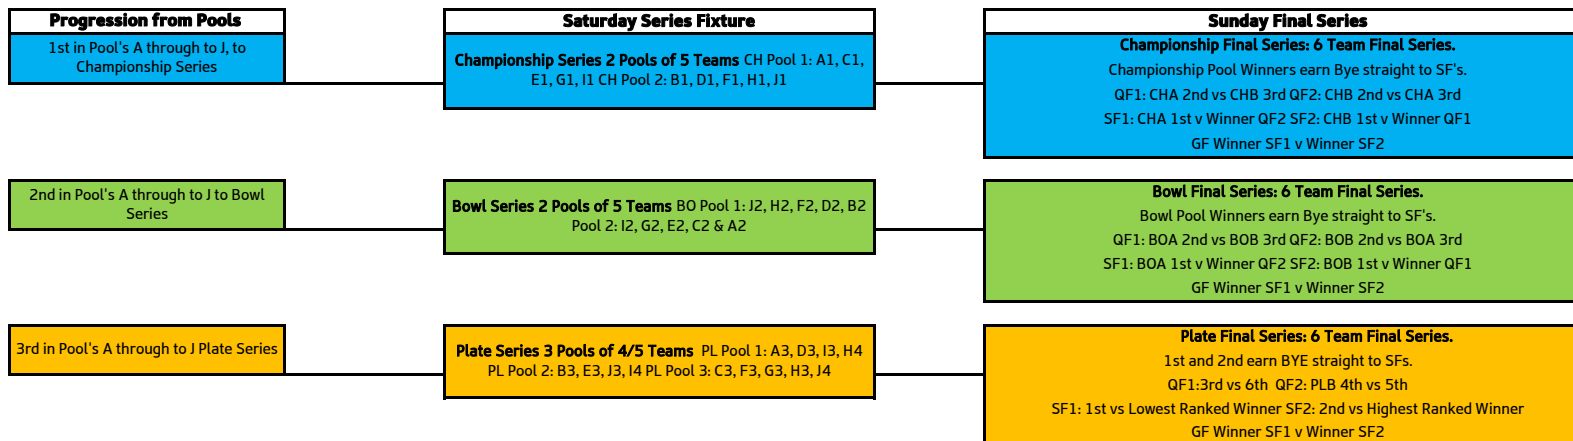 Progression from Pools
1st in Pool's A through to J, to
Championship Series
Saturday Series Fixture
Championship Series 2 Pools of 5 Teams CH Pool 1: A1, C1,
E1, G1, I1 CH Pool 2: B1, D1, F1, H1, J1
Sunday Final Series
Championship Final Series: 6 Team Final Series.
Championship Pool Winners earn Bye straight to SF's.
QF1: CHA 2nd vs CHB 3rd QF2: CHB 2nd vs CHA 3rd
SF1: CHA 1st v Winner QF2 SF2: CHB 1st v Winner QF1
GF Winner SF1 v Winner SF2
2nd in Pool's A through to J to Bowl
Series
Bowl Series 2 Pools of 5 Teams BO Pool 1: J2, H2, F2, D2, B2
Pool 2: I2, G2, E2, C2 & A2
Bowl Final Series: 6 Team Final Series.
Bowl Pool Winners earn Bye straight to SF's.
QF1: BOA 2nd vs BOB 3rd QF2: BOB 2nd vs BOA 3rd
SF1: BOA 1st v Winner QF2 SF2: BOB 1st v Winner QF1
GF Winner SF1 v Winner SF2
3rd in Pool's A through to J Plate Series
Plate Series 3 Pools of 4/5 Teams PL Pool 1: A3, D3, I3, H4
PL Pool 2: B3, E3, J3, I4 PL Pool 3: C3, F3, G3, H3, J4
Plate Final Series: 6 Team Final Series.
1st and 2nd earn BYE straight to SFs.
QF1:3rd vs 6th QF2: PLB 4th vs 5th
SF1: 1st vs Lowest Ranked Winner SF2: 2nd vs Highest Ranked Winner
GF Winner SF1 v Winner SF2